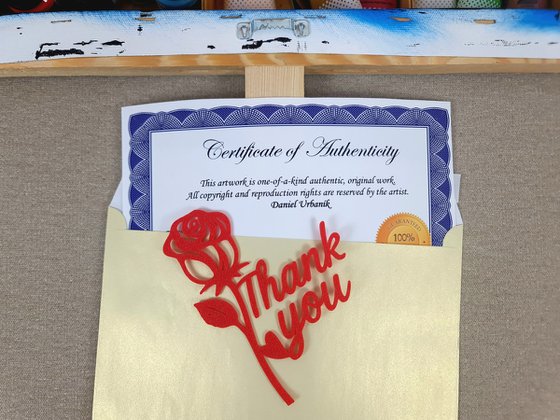 Certificate of Authenticity
This artwork is one-of-a-kind authentic, original work.
All copyright and reproduction rights are reserved by the artist.
Daniel Urbanik
GUARANTEED
100%
Thank
you